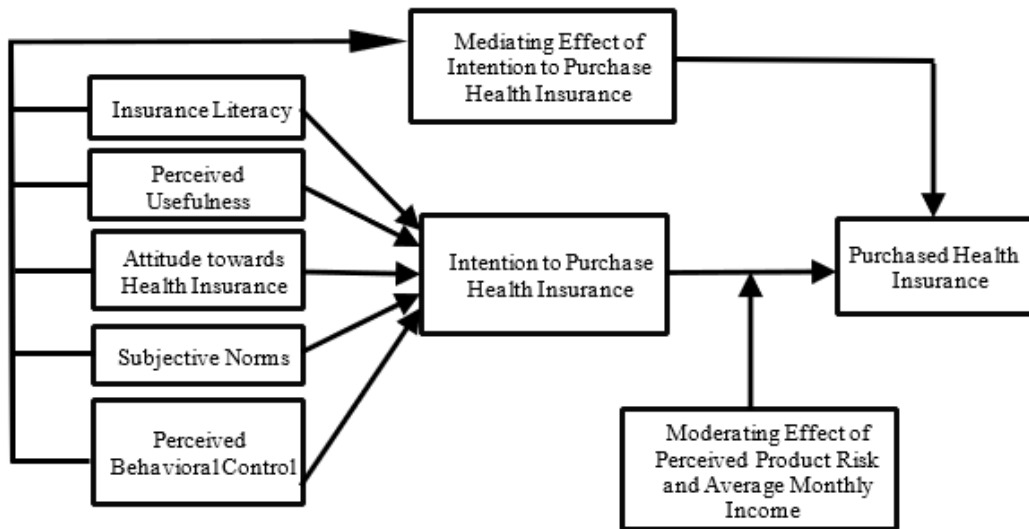 Mediating Effect of
Intention to Purchase
Health Insurance
Insurance Literacy
Perceived
Usefulness
Attitude towards
Health Insurance
Subjective Norms
Perceived
Behavioral Control
Intention to Purchase
Health Insurance
Purchased Health
Insurance
Moderating Effect of
Perceived Product Risk
and Average Monthly
Income